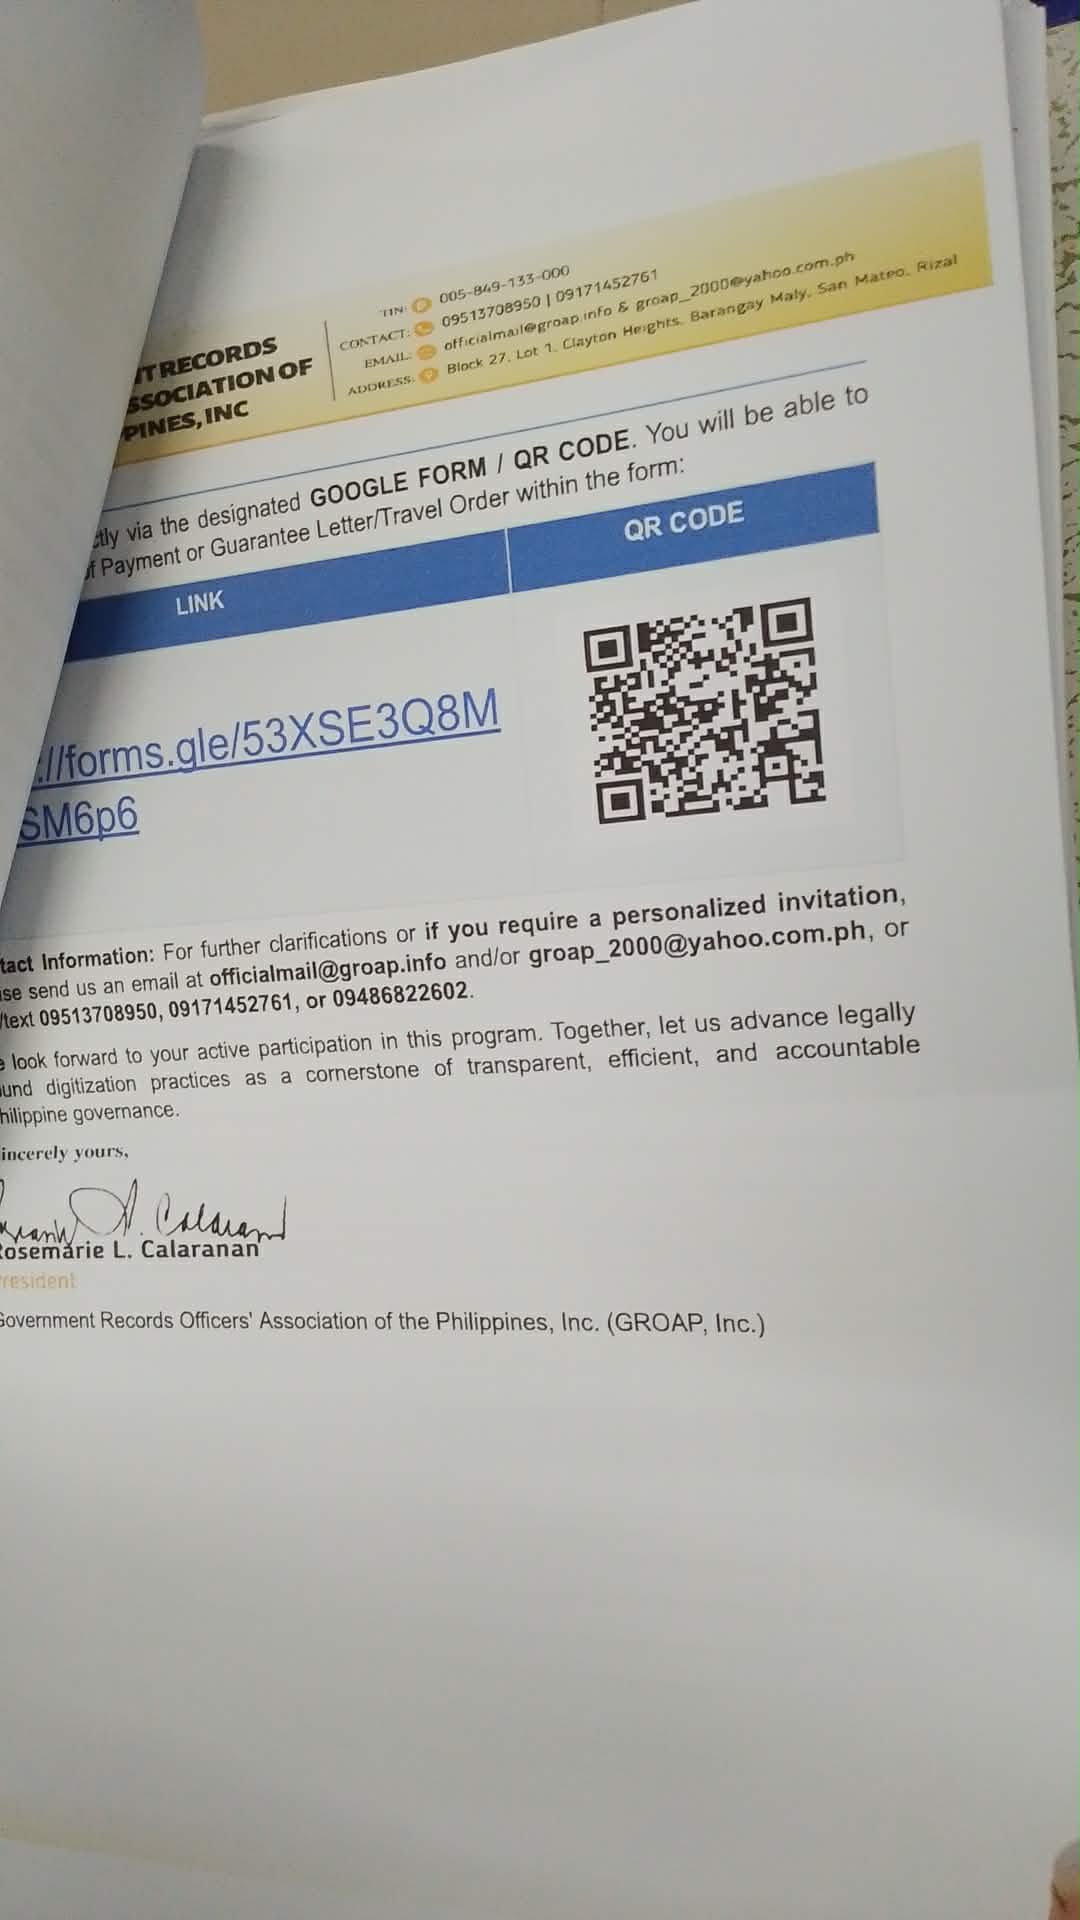 RECORDS
ASSOCIATION OF
PINES, INC
TIN: 005-849-133-000
CONTACT: 09513708950 | 09171452761
EMAIL: officialmail@groap.info & groap_2000@yahoo.com.ph
ADDRESS: Block 27, Lot 1, Clayton Heights, Barangay Maly, San Mateo, Rizal
ctly via the designated GOOGLE FORM / QR CODE. You will be able to
of Payment or Guarantee Letter/Travel Order within the form:
LINK
QR CODE
://forms.gle/53XSE3Q8M
SM6p6
tact Information: For further clarifications or if you require a personalized invitation,
se send us an email at officialmail@groap.info and/or groap_2000@yahoo.com.ph, or
/text 09513708950, 09171452761, or 09486822602.
e look forward to your active participation in this program. Together, let us advance legally
und digitization practices as a cornerstone of transparent, efficient, and accountable
hilippine governance.
incerely yours,
Rosemarie L. Calaranan
resident
Government Records Officers' Association of the Philippines, Inc. (GROAP, Inc.)